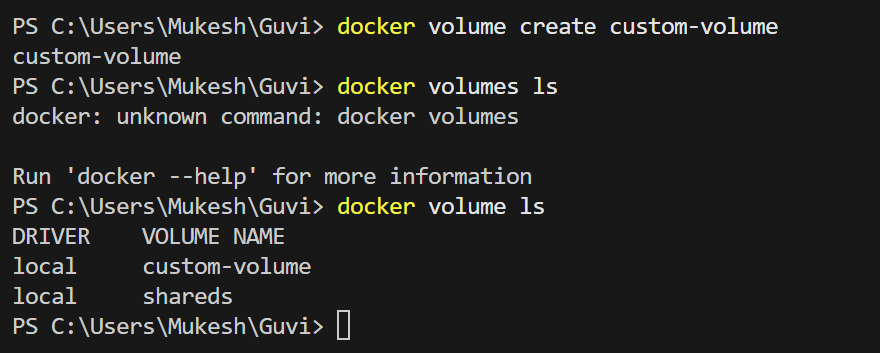 PS C:\Users\Mukesh\Guvi> docker volume create custom-volume
custom-volume
PS C:\Users\Mukesh\Guvi> docker volumes ls
docker: unknown command: docker volumes
Run 'docker --help' for more information
PS C:\Users\Mukesh\Guvi> docker volume ls
DRIVER    VOLUME NAME
local     custom-volume
local     shareds
PS C:\Users\Mukesh\Guvi>